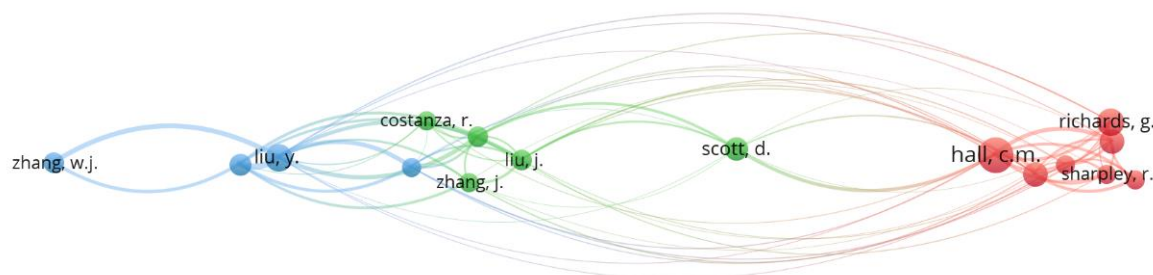 zhang, w.j.
liu, y.
costanza, r.
zhang, j.
liu, j.
scott, d.
hall, c.m.
richards, g.
sharpley, r.